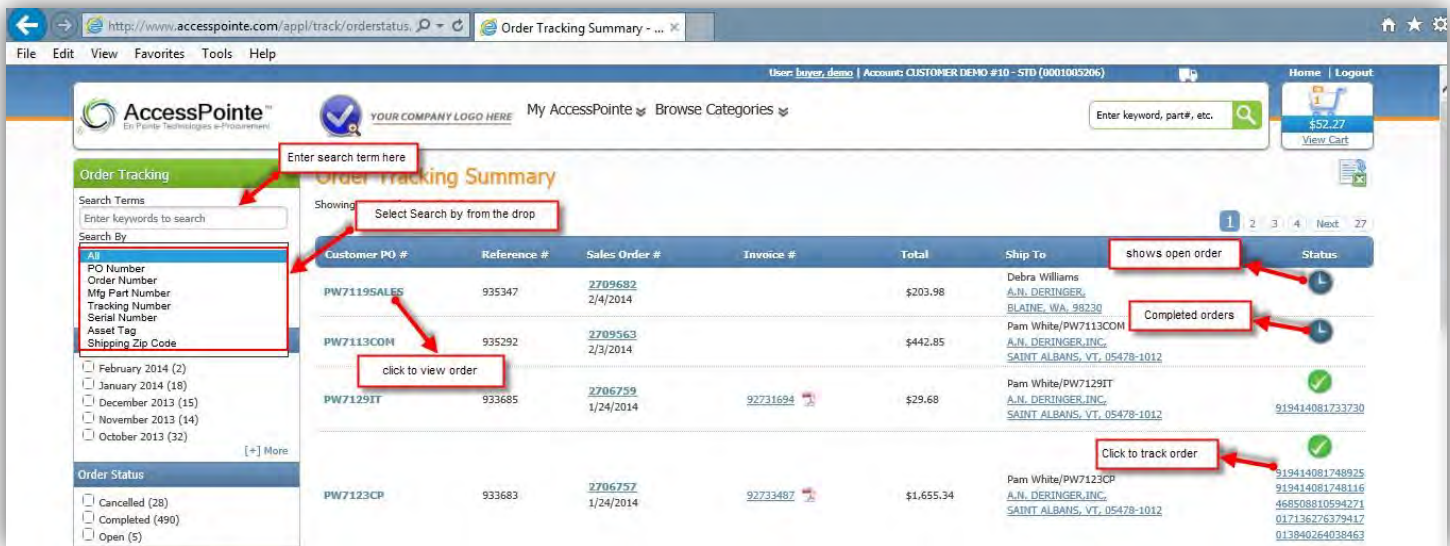 http://www.accesspointe.com/appl/track/orderstatus.
Order Tracking Summary - ...
File Edit View Favorites Tools Help
User: buyer, demo | Account: CUSTOMER DEMO #10 - STD (0001005206)
Home | Logout
AccessPointe™
En Pointe Technologies e-Procurement
YOUR COMPANY LOGO HERE
My AccessPointe
Browse Categories
Enter keyword, part#, etc.
1
$52.27
View Cart
Enter search term here
Order Tracking
Order Tracking Summary
Search Terms
Enter keywords to search
Showing
Select Search by from the drop
Search By
1 2 3 4 Next 27
All
PO Number
Order Number
Mfg Part Number
Tracking Number
Serial Number
Asset Tag
Shipping Zip Code
February 2014 (2)
January 2014 (18)
December 2013 (15)
November 2013 (14)
October 2013 (32)
[+] More
Order Status
Cancelled (28)
Completed (490)
Open (5)
Customer PO # Reference # Sales Order # Invoice # Total Ship To Status
shows open order
PW7119SALES 935347 2709682 $203.98 Debra Williams
2/4/2014 A.N. DERINGER,
BLAINE, WA, 98230
Completed orders
PW7113COM 935292 2709563 $442.85 Pam White/PW7113COM
2/3/2014 A.N. DERINGER,INC,
SAINT ALBANS, VT, 05478-1012
click to view order
PW7129IT 933685 2706759 92731694 $29.68 Pam White/PW7129IT
1/24/2014 A.N. DERINGER,INC,
SAINT ALBANS, VT, 05478-1012
919414081733730
Click to track order
PW7123CP 933683 2706757 92733487 $1,655.34 Pam White/PW7123CP
1/24/2014 A.N. DERINGER,INC,
SAINT ALBANS, VT, 05478-1012
919414081748925
919414081748116
468508810594271
017136276379417
013840264038463